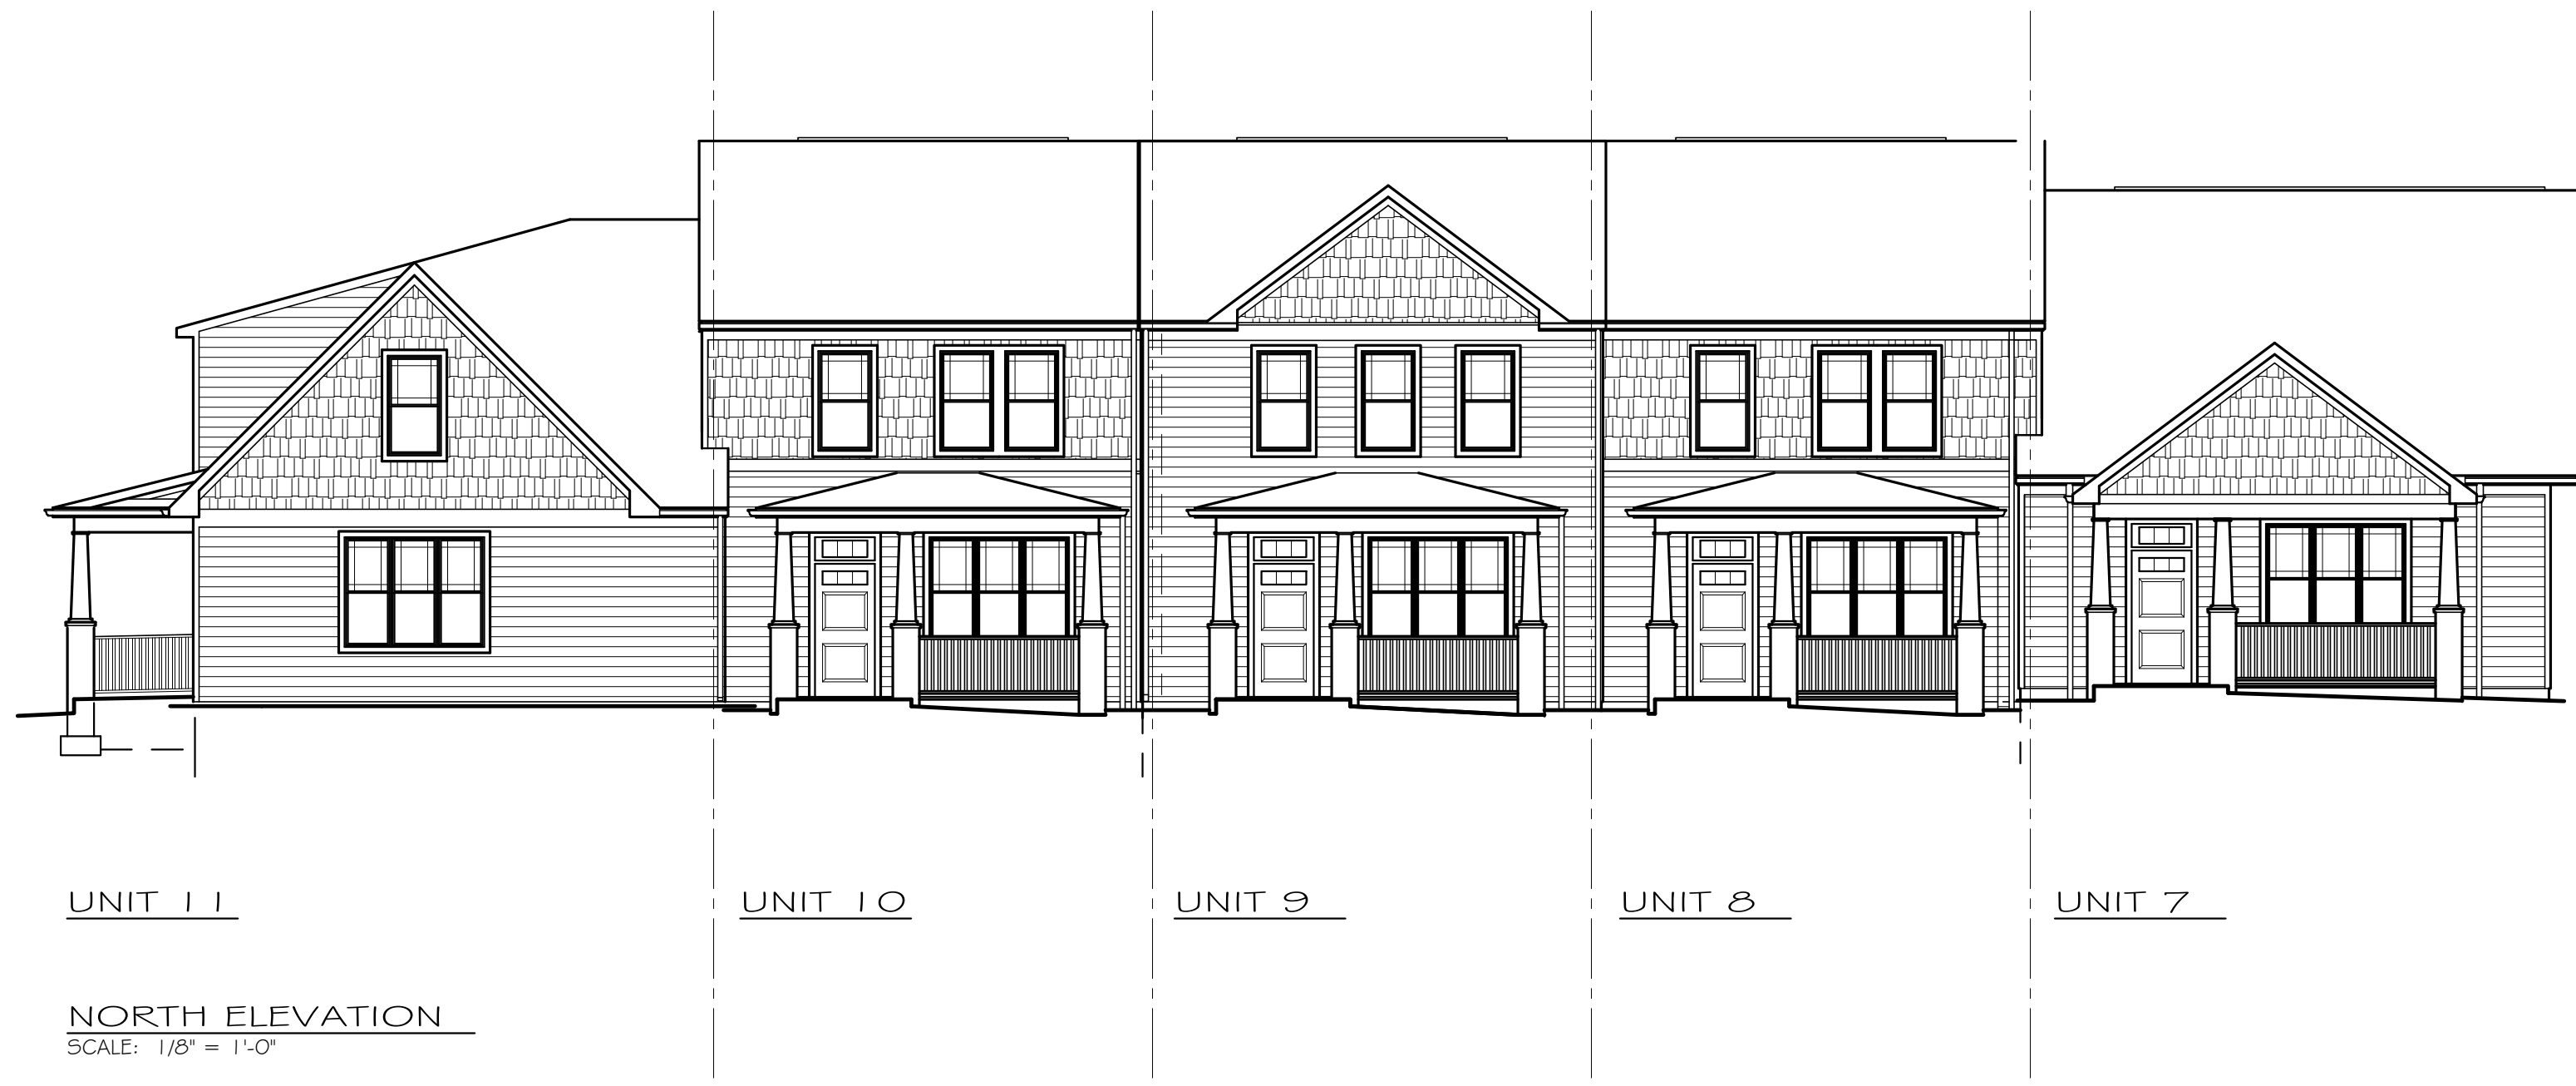 UNIT 11
UNIT 10
UNIT 9
UNIT 8
UNIT 7
NORTH ELEVATION
SCALE: 1/8" = 1'-0"